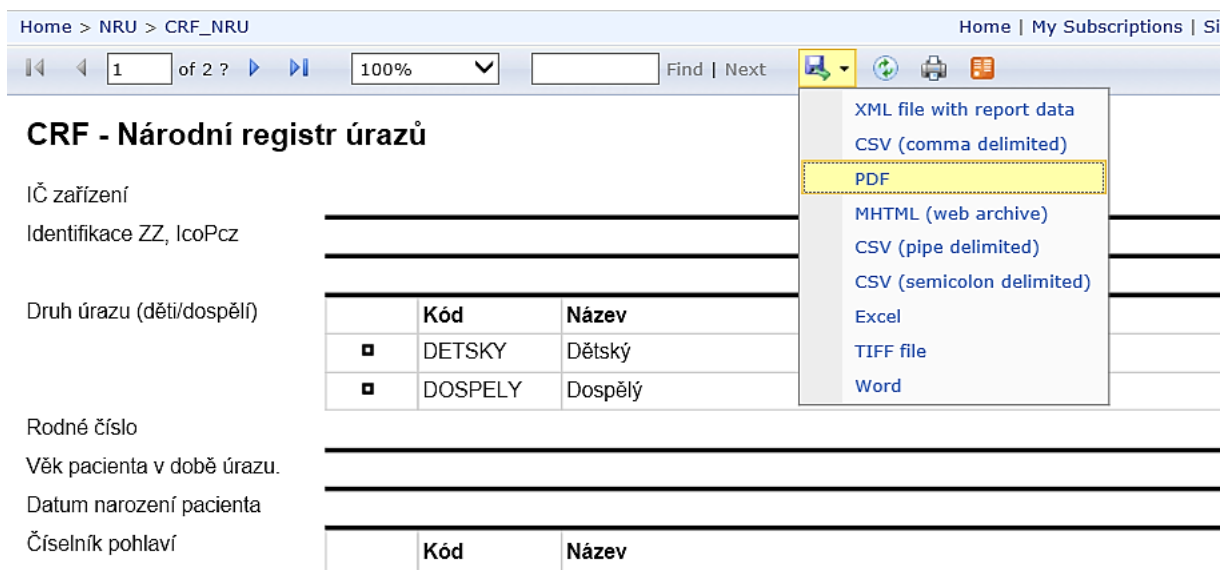 Home > NRU > CRF_NRU
Home | My Subscriptions | Si
1 of 2 ? 100% Find | Next
XML file with report data
CSV (comma delimited)
PDF
MHTML (web archive)
CSV (pipe delimited)
CSV (semicolon delimited)
Excel
TIFF file
Word
CRF - Národní registr úrazů
IČ zařízení
Identifikace ZZ, IcoPcz
Druh úrazu (děti/dospělí)
Kód Název
DETSKY Dětský
DOSPELY Dospělý
Rodné číslo
Věk pacienta v době úrazu.
Datum narození pacienta
Číselník pohlaví
Kód Název